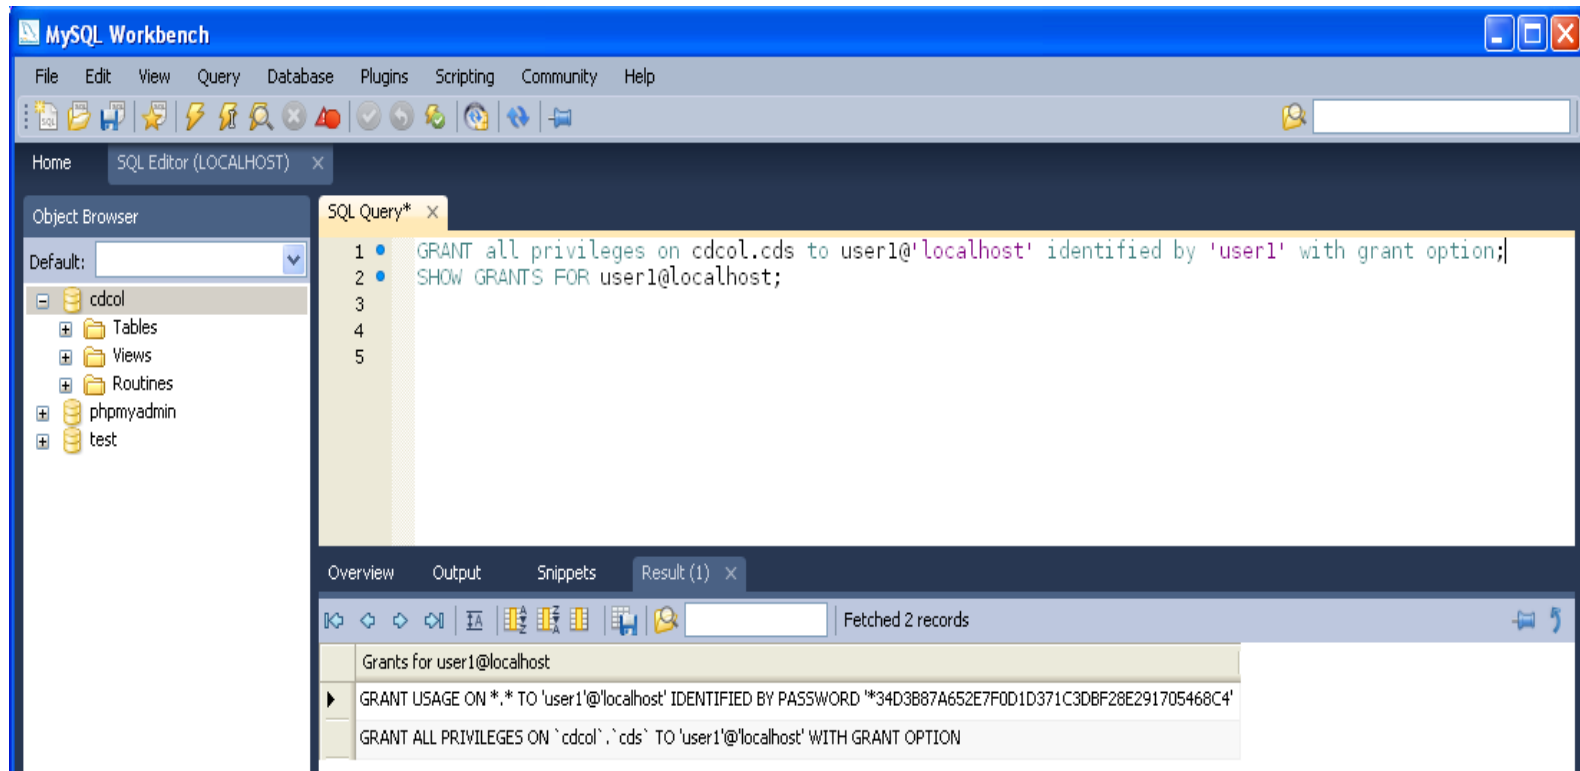 MySQL Workbench
File Edit View Query Database Plugins Scripting Community Help
Home SQL Editor (LOCALHOST)
Object Browser
Default:
cdcol
Tables
Views
Routines
phpmyadmin
test
SQL Query*
1 GRANT all privileges on cdcol.cds to user1@'localhost' identified by 'user1' with grant option;
2 SHOW GRANTS FOR user1@localhost;
3
4
5
Overview Output Snippets Result (1)
Fetched 2 records
Grants for user1@localhost
GRANT USAGE ON *.* TO 'user1'@'localhost' IDENTIFIED BY PASSWORD '*34D3B87A652E7F0D1D371C3DBF28E291705468C4'
GRANT ALL PRIVILEGES ON `cdcol`.`cds` TO 'user1'@'localhost' WITH GRANT OPTION